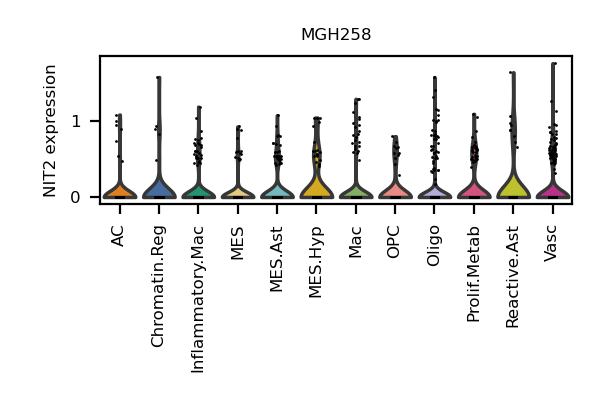 MGH258
NIT2 expression
1
0
AC
Chromatin.Reg
Inflammatory.Mac
MES
MES.Ast
MES.Hyp
Mac
OPC
Oligo
Prolif.Metab
Reactive.Ast
Vasc